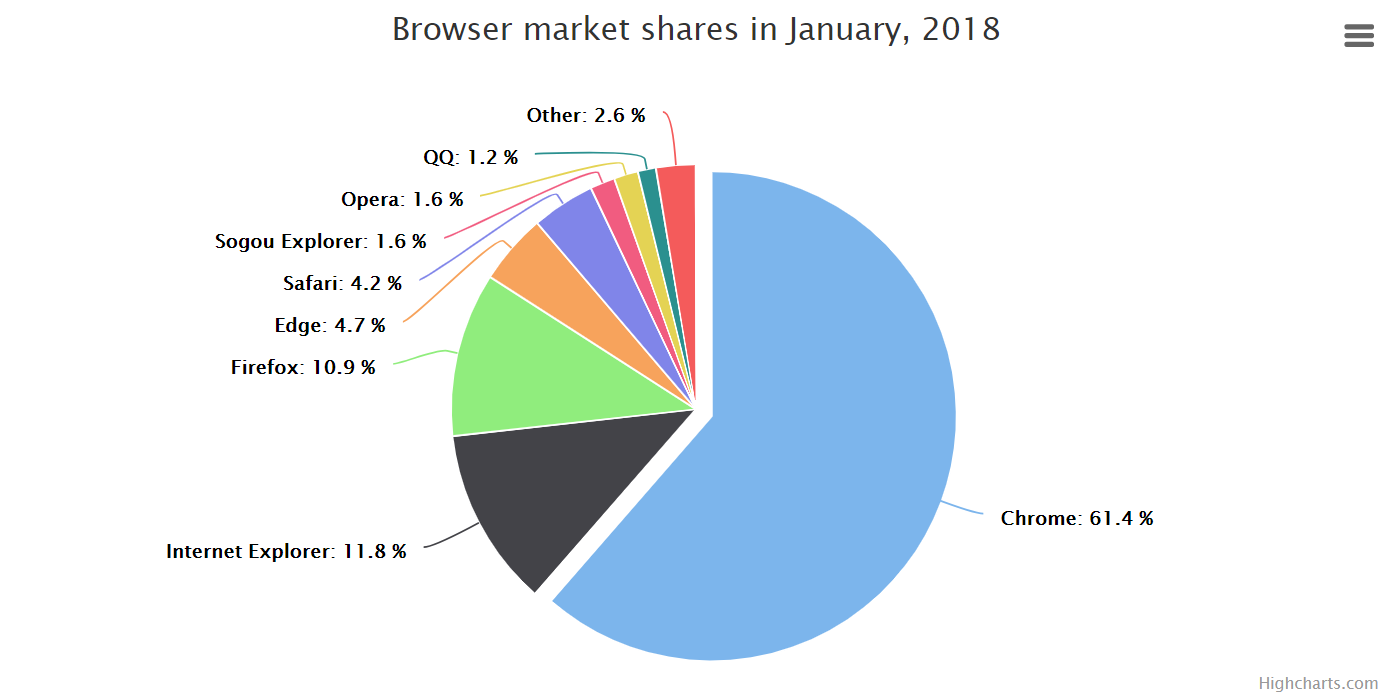 Browser market shares in January, 2018
Other: 2.6 %
QQ: 1.2 %
Opera: 1.6 %
Sogou Explorer: 1.6 %
Safari: 4.2 %
Edge: 4.7 %
Firefox: 10.9 %
Chrome: 61.4 %
Internet Explorer: 11.8 %
Highcharts.com